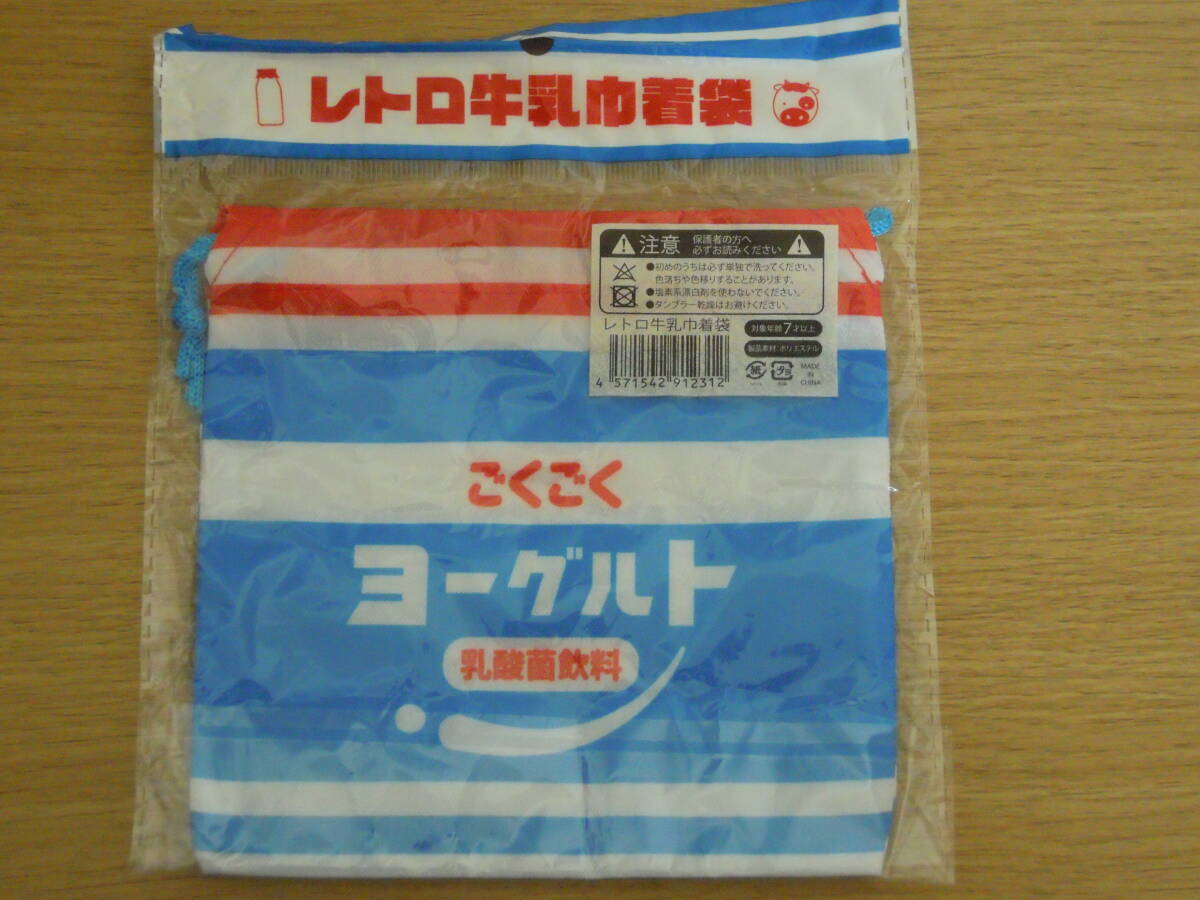 レトロ牛乳巾着袋
注意 保護者の方へ
必ずお読みください
●初めのうちは必ず単独で洗ってください。
色落ちや色移りすることがあります。
●塩素系漂白剤を使わないでください。
●タンブラー乾燥はお避けください。
レトロ牛乳巾着袋
対象年齢7才以上
製品素材:ポリエステル
4 571542 912312
紙
プラ
MADE
IN
CHINA
ごくごく
ヨーグルト
乳酸菌飲料